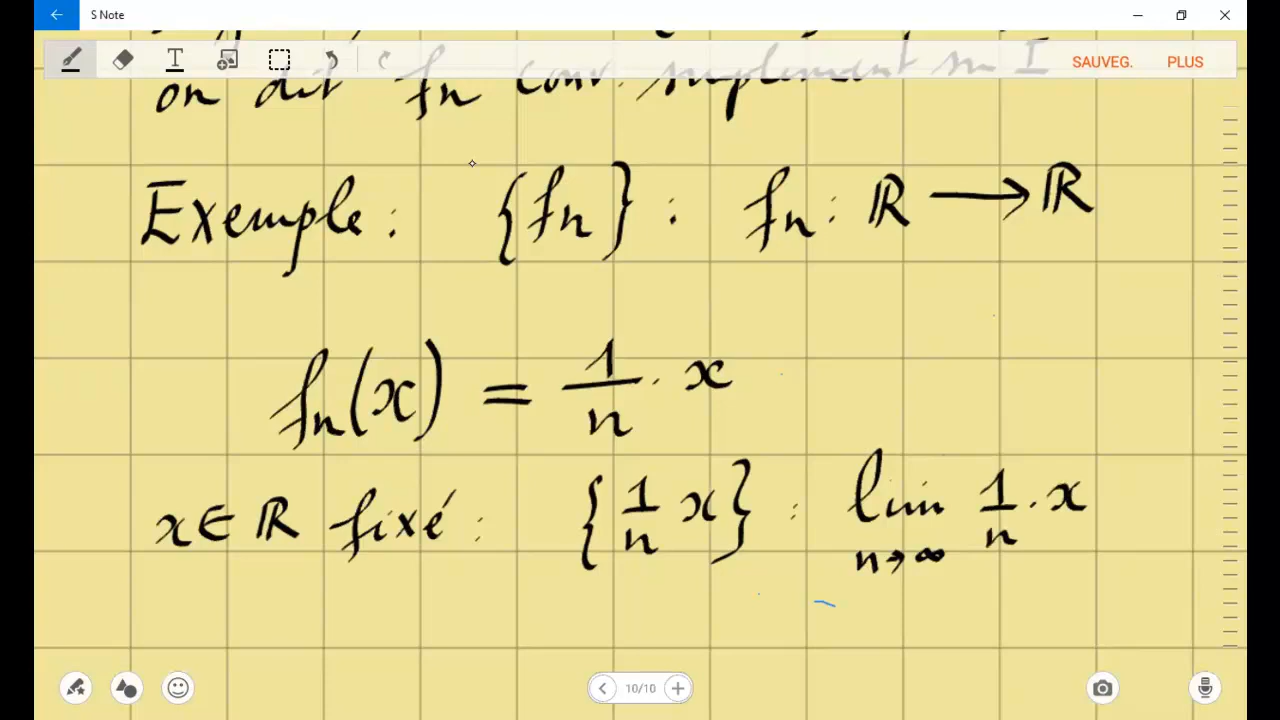 S Note
SAUVEG. PLUS
on dit fn conv. simplement sur I
Exemple : {fn} : fn : ℝ ⟶ ℝ
fn(x) = 1/n . x
x ∈ ℝ fixé : {1/n x} : lim n→∞ 1/n . x
10/10